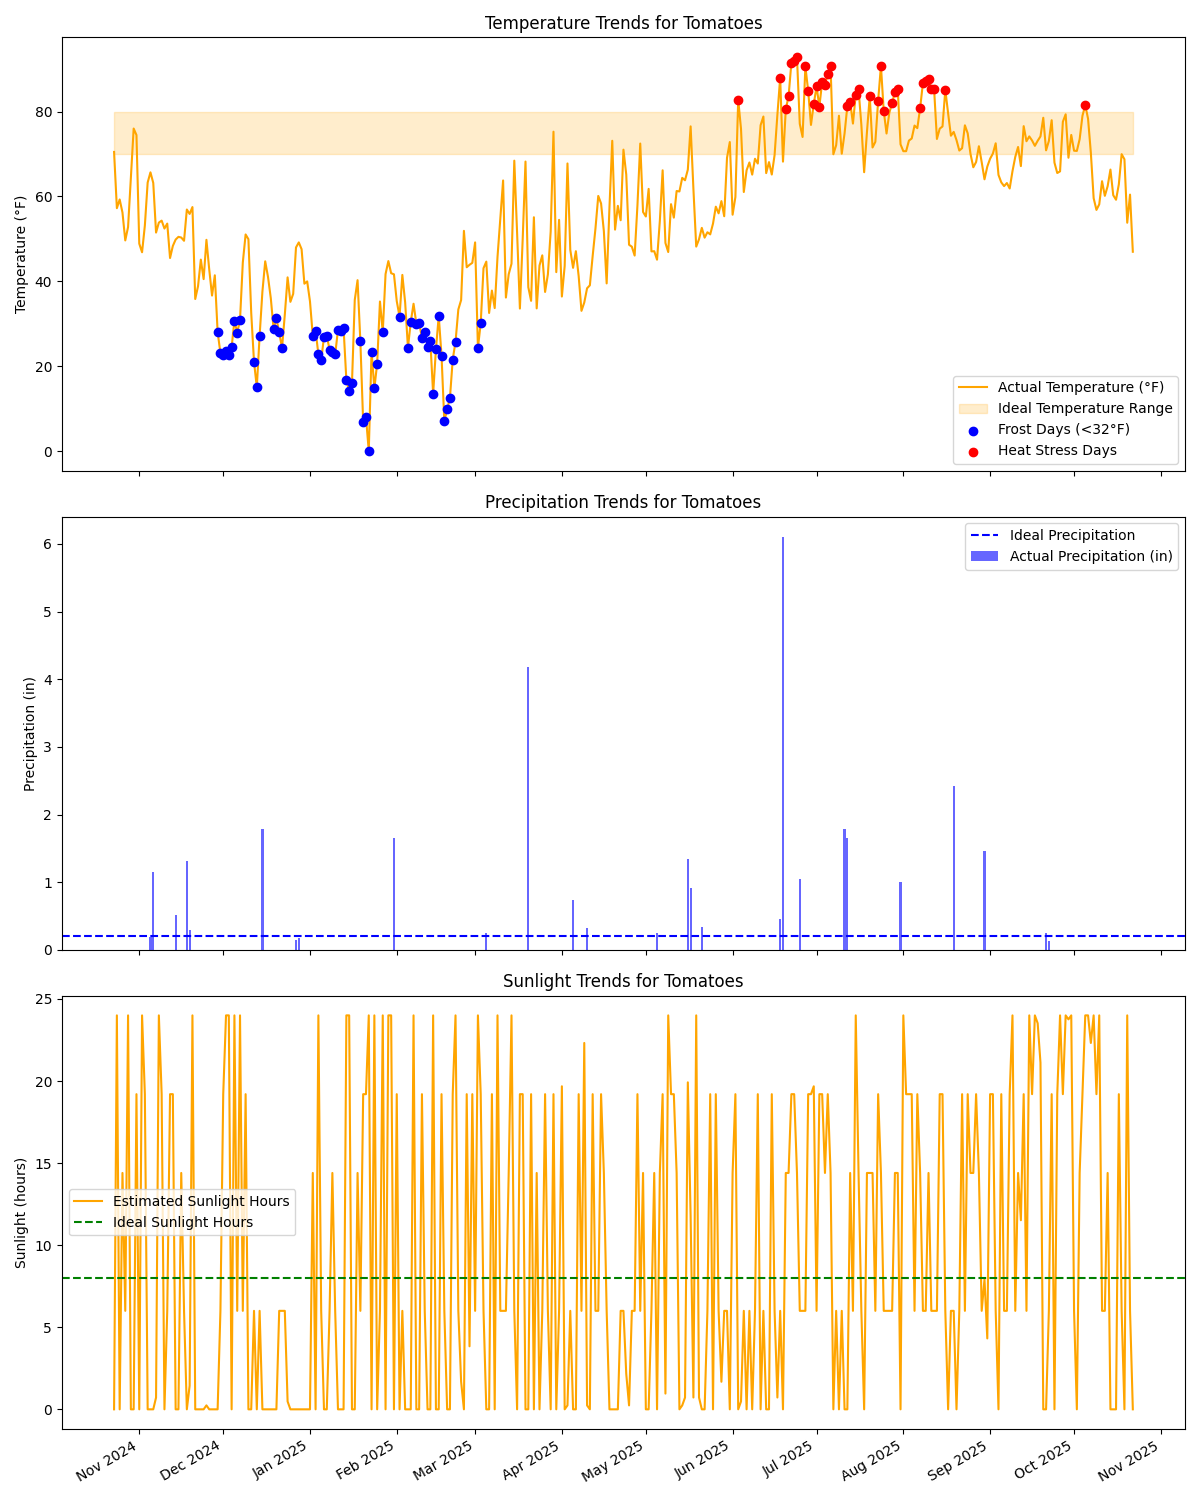 Temperature Trends for Tomatoes
Temperature (°F)
80
60
40
20
0
Actual Temperature (°F)
Ideal Temperature Range
Frost Days (<32°F)
Heat Stress Days
Precipitation Trends for Tomatoes
Precipitation (in)
6
5
4
3
2
1
0
Ideal Precipitation
Actual Precipitation (in)
Sunlight Trends for Tomatoes
Sunlight (hours)
25
20
15
10
5
0
Estimated Sunlight Hours
Ideal Sunlight Hours
Nov 2024
Dec 2024
Jan 2025
Feb 2025
Mar 2025
Apr 2025
May 2025
Jun 2025
Jul 2025
Aug 2025
Sep 2025
Oct 2025
Nov 2025